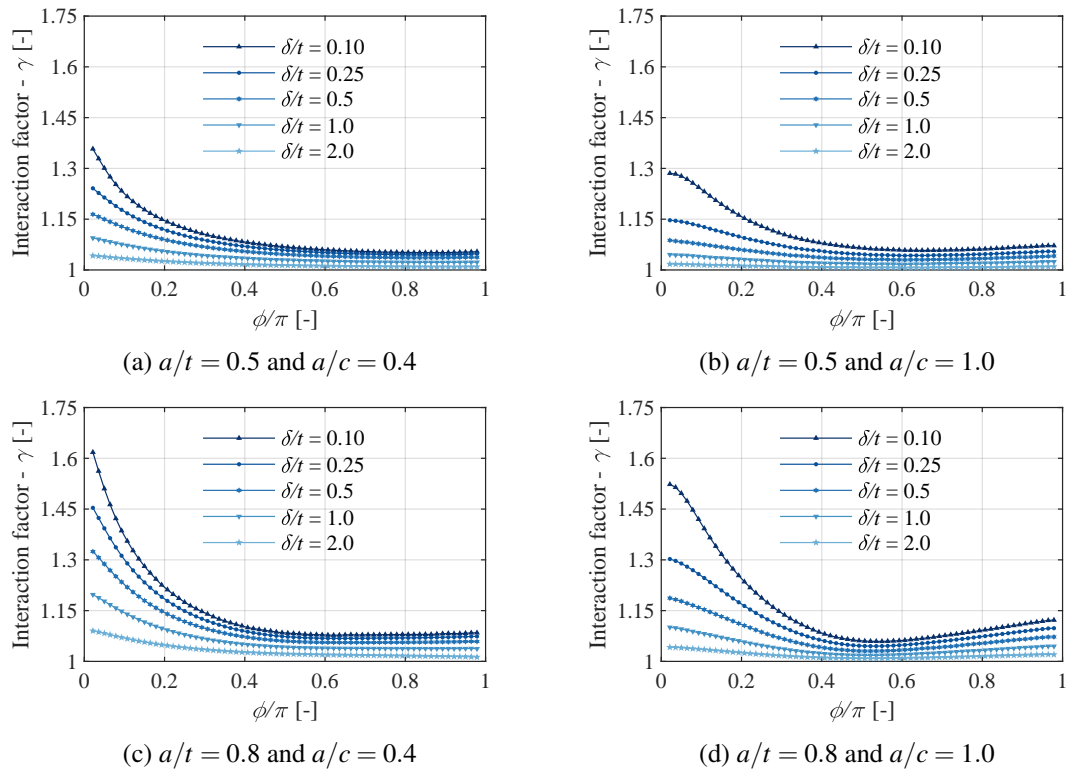 1.75
1.6
1.45
1.3
1.15
1
Interaction factor - γ [-]
δ/t = 0.10
δ/t = 0.25
δ/t = 0.5
δ/t = 1.0
δ/t = 2.0
0 0.2 0.4 0.6 0.8 1
ϕ/π [-]
(a) a/t = 0.5 and a/c = 0.4
1.75
1.6
1.45
1.3
1.15
1
Interaction factor - γ [-]
δ/t = 0.10
δ/t = 0.25
δ/t = 0.5
δ/t = 1.0
δ/t = 2.0
0 0.2 0.4 0.6 0.8 1
ϕ/π [-]
(b) a/t = 0.5 and a/c = 1.0
1.75
1.6
1.45
1.3
1.15
1
Interaction factor - γ [-]
δ/t = 0.10
δ/t = 0.25
δ/t = 0.5
δ/t = 1.0
δ/t = 2.0
0 0.2 0.4 0.6 0.8 1
ϕ/π [-]
(c) a/t = 0.8 and a/c = 0.4
1.75
1.6
1.45
1.3
1.15
1
Interaction factor - γ [-]
δ/t = 0.10
δ/t = 0.25
δ/t = 0.5
δ/t = 1.0
δ/t = 2.0
0 0.2 0.4 0.6 0.8 1
ϕ/π [-]
(d) a/t = 0.8 and a/c = 1.0